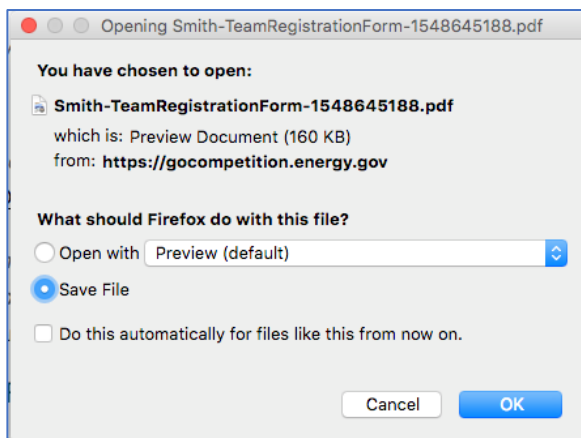 Opening Smith-TeamRegistrationForm-1548645188.pdf
You have chosen to open:
Smith-TeamRegistrationForm-1548645188.pdf
which is: Preview Document (160 KB)
from: https://gocompetition.energy.gov
What should Firefox do with this file?
Open with Preview (default)
Save File
Do this automatically for files like this from now on.
Cancel OK